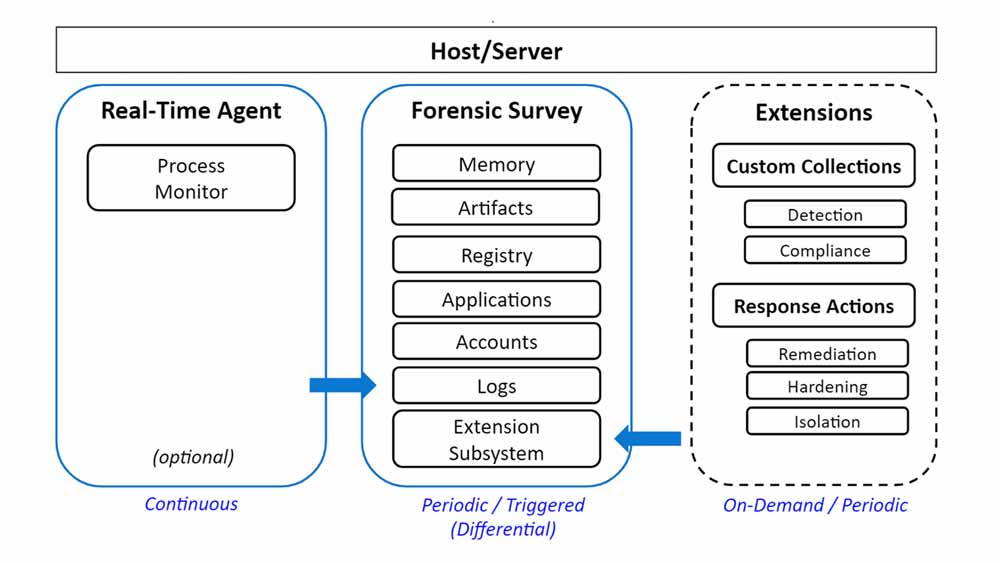 Host/Server
Real-Time Agent
Process
Monitor
(optional)
Continuous
Forensic Survey
Memory
Artifacts
Registry
Applications
Accounts
Logs
Extension
Subsystem
Periodic / Triggered
(Differential)
Extensions
Custom Collections
Detection
Compliance
Response Actions
Remediation
Hardening
Isolation
On-Demand / Periodic